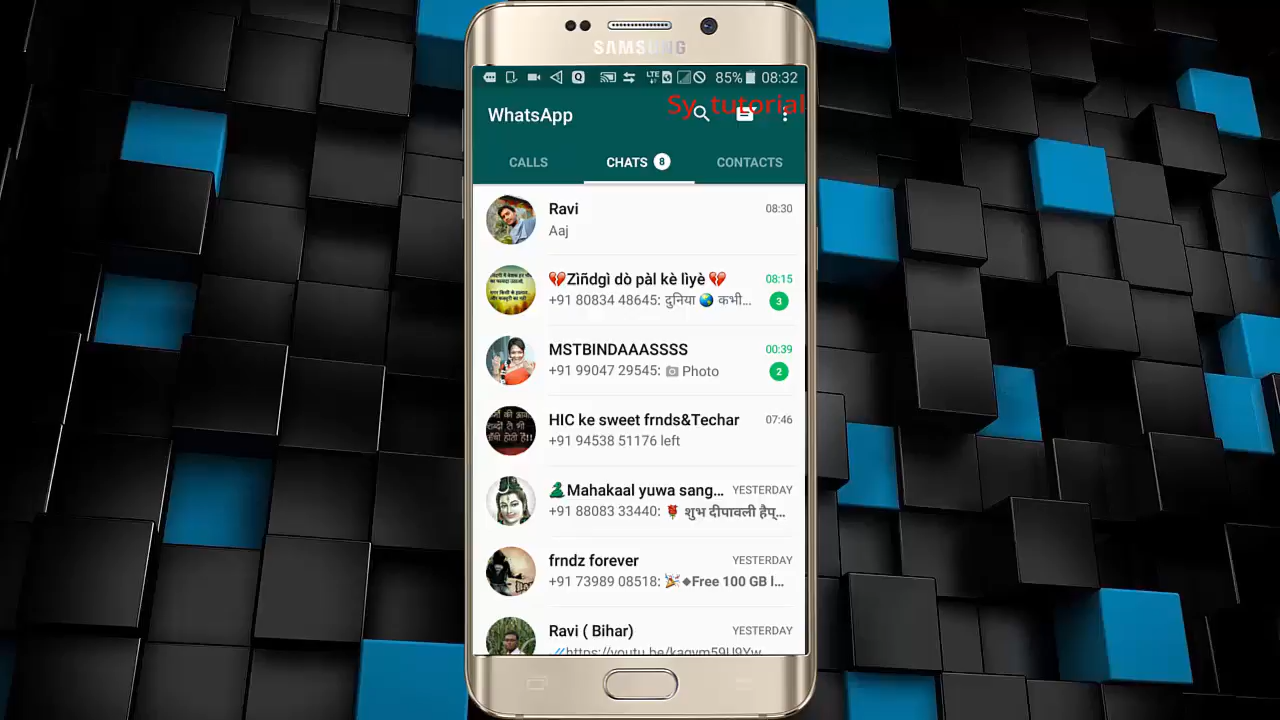 SAMSUNG
LTE 85% 08:32
Sy tutorial
WhatsApp
CALLS CHATS 8 CONTACTS
Ravi 08:30
Aaj
💔Zìñdgì dò pàl kè lìyè 💔 08:15
+91 80834 48645: दुनिया 🌏 कभी... 3
MSTBINDAAASSSS 00:39
+91 99047 29545: 📷 Photo 2
HIC ke sweet frnds&Techar 07:46
+91 94538 51176 left
🐍Mahakaal yuwa sang... YESTERDAY
+91 88083 33440: 🌹 शुभ दीपावली हैप्...
frndz forever YESTERDAY
+91 73989 08518: 🎉◆Free 100 GB l...
Ravi ( Bihar) YESTERDAY